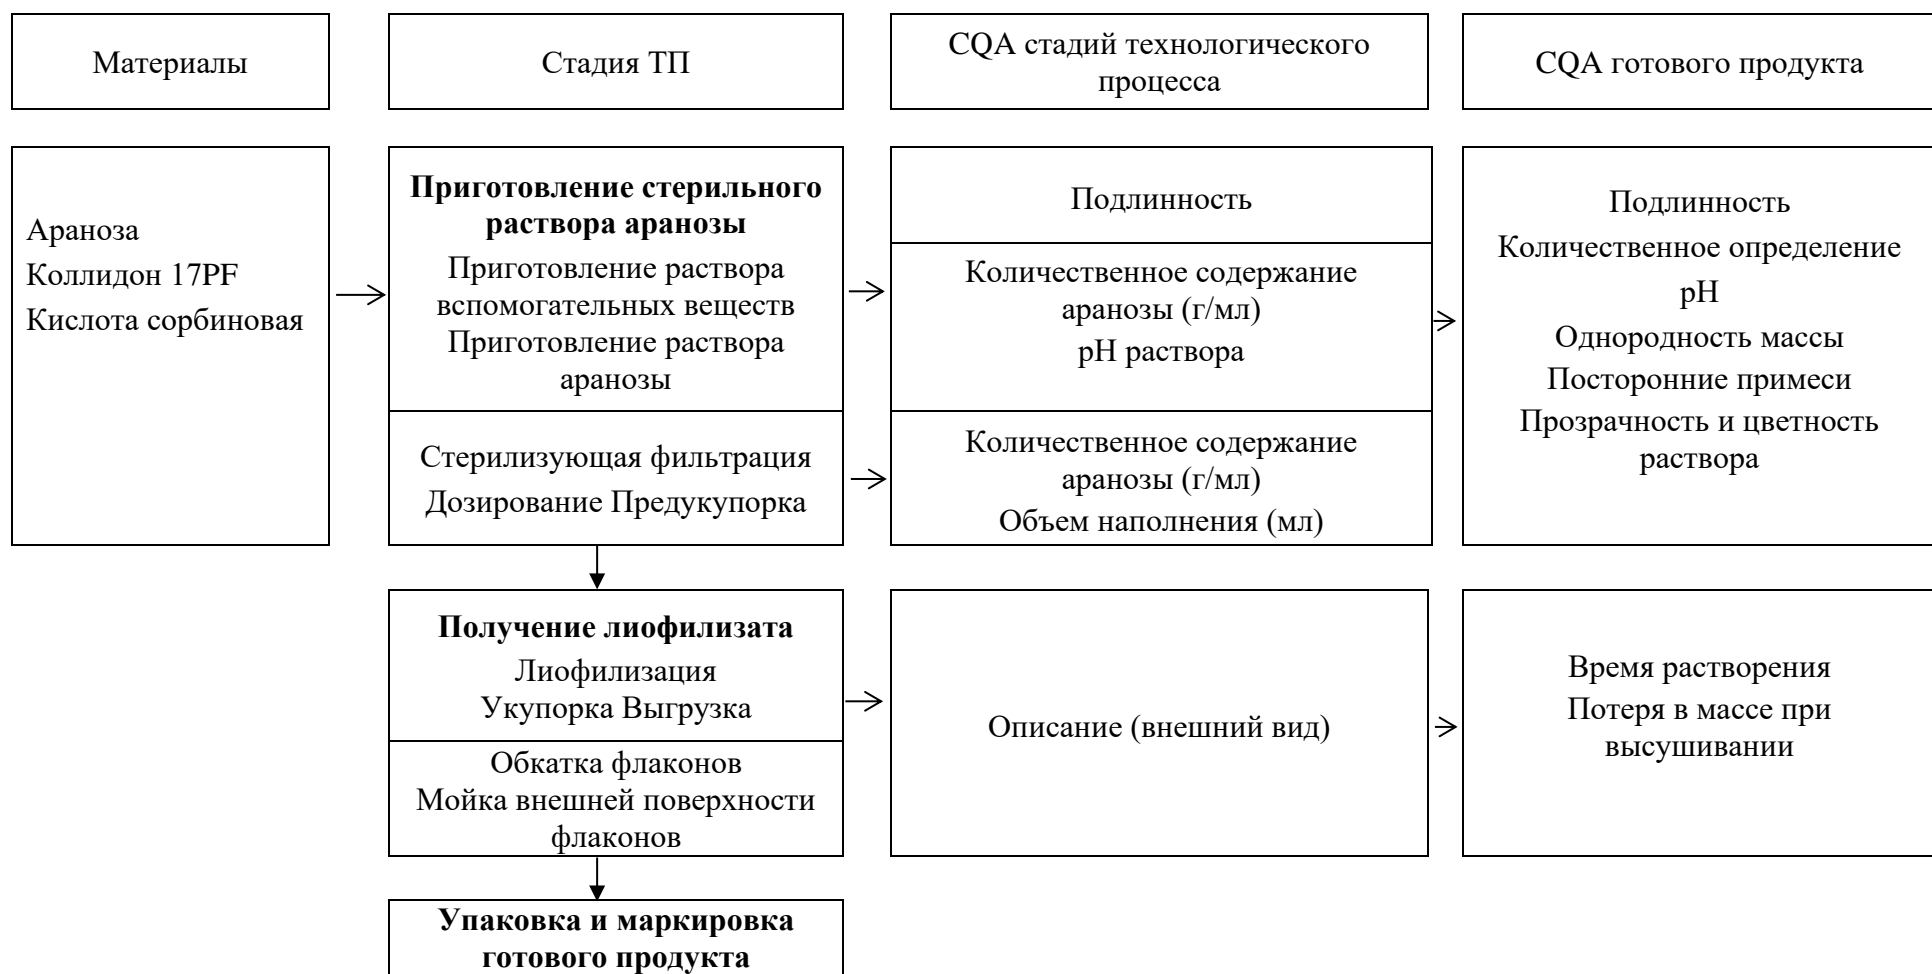 Материалы
Стадия ТП
CQA стадий технологического
процесса
CQA готового продукта
Араноза
Коллидон 17PF
Кислота сорбиновая
Приготовление стерильного
раствора аранозы
Приготовление раствора
вспомогательных веществ
Приготовление раствора
аранозы
Стерилизующая фильтрация
Дозирование Предукупорка
Подлинность
Количественное содержание
аранозы (г/мл)
pH раствора
Количественное содержание
аранозы (г/мл)
Объем наполнения (мл)
Подлинность
Количественное определение
pH
Однородность массы
Посторонние примеси
Прозрачность и цветность
раствора
Получение лиофилизата
Лиофилизация
Укупорка Выгрузка
Обкатка флаконов
Мойка внешней поверхности
флаконов
Описание (внешний вид)
Время растворения
Потеря в массе при
высушивании
Упаковка и маркировка
готового продукта